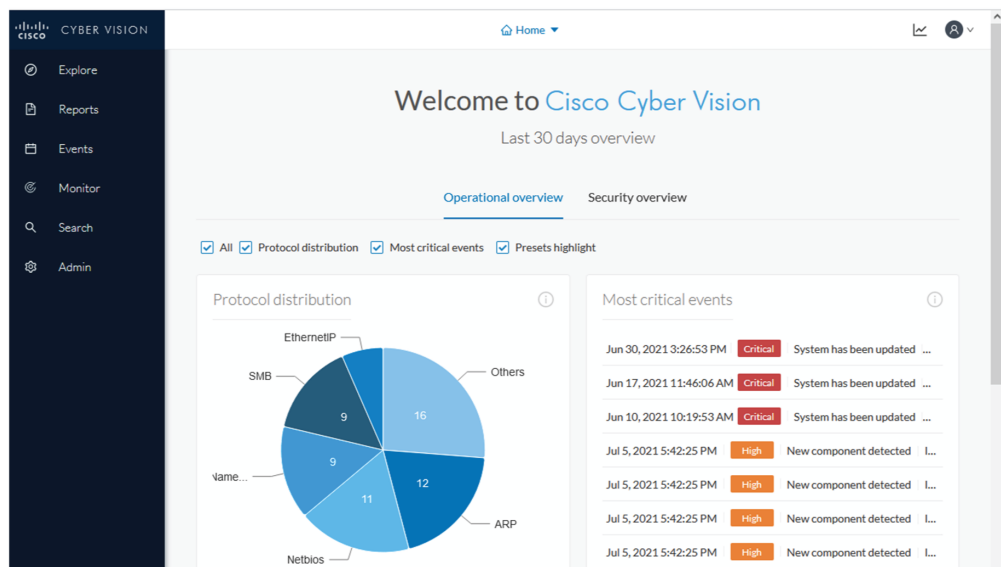 CISCO CYBER VISION
Home
Explore
Reports
Events
Monitor
Search
Admin
Welcome to Cisco Cyber Vision
Last 30 days overview
Operational overview Security overview
All Protocol distribution Most critical events Presets highlight
Protocol distribution
EthernetIP
SMB
Others
16
9
9
12
11
Name...
ARP
Netbios
Most critical events
Jun 30, 2021 3:26:53 PM Critical System has been updated ...
Jun 17, 2021 11:46:06 AM Critical System has been updated ...
Jun 10, 2021 10:19:53 AM Critical System has been updated ...
Jul 5, 2021 5:42:25 PM High New component detected I...
Jul 5, 2021 5:42:25 PM High New component detected I...
Jul 5, 2021 5:42:25 PM High New component detected I...
Jul 5, 2021 5:42:25 PM High New component detected I...